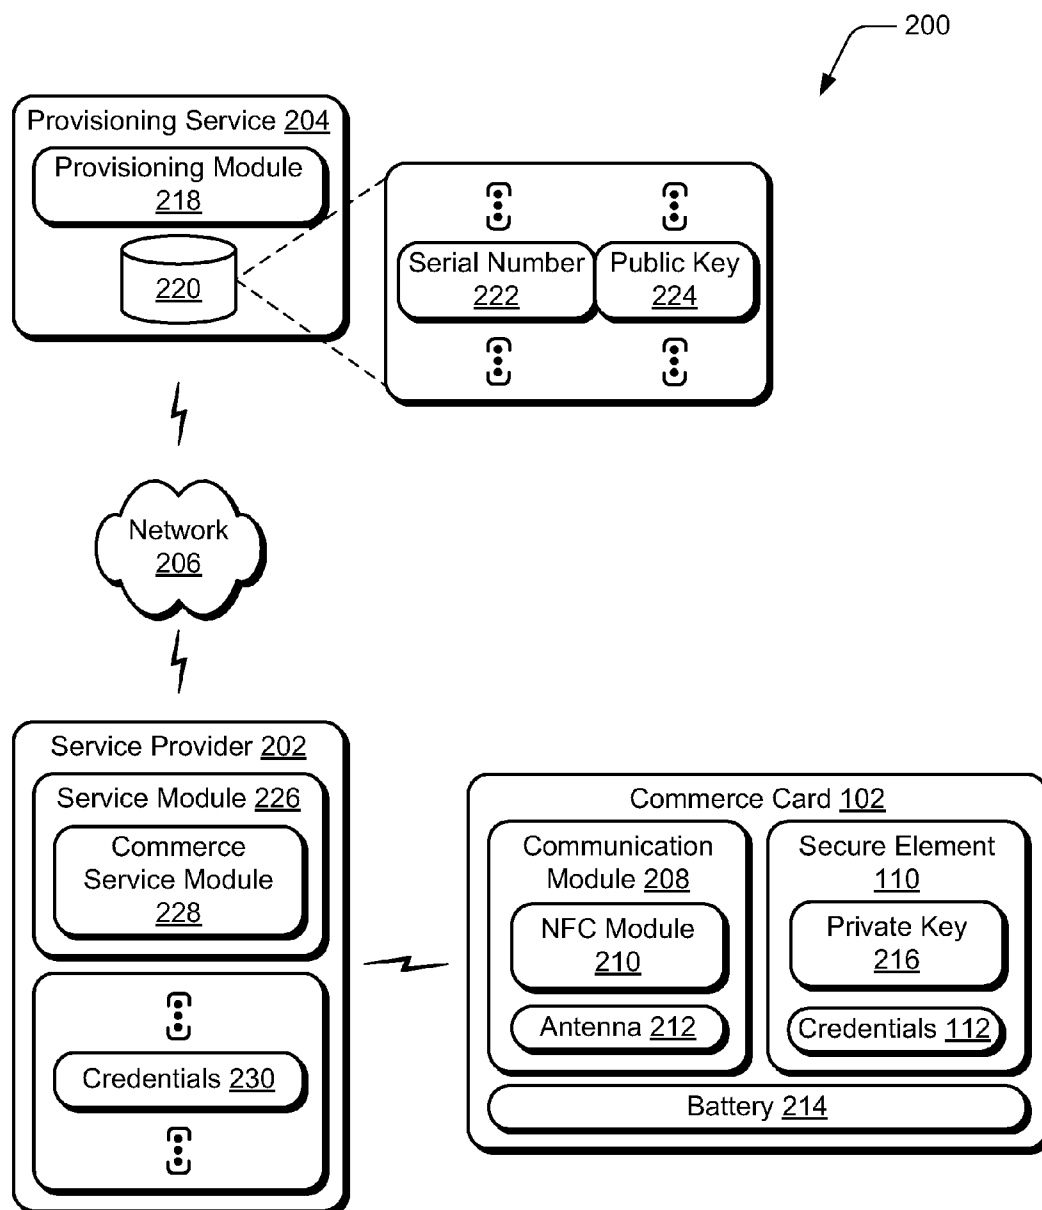 200
Provisioning Service 204
Provisioning Module
218
220
Serial Number
222
Public Key
224
Network
206
Service Provider 202
Service Module 226
Commerce
Service Module
228
Credentials 230
Commerce Card 102
Communication
Module 208
NFC Module
210
Antenna 212
Secure Element
110
Private Key
216
Credentials 112
Battery 214